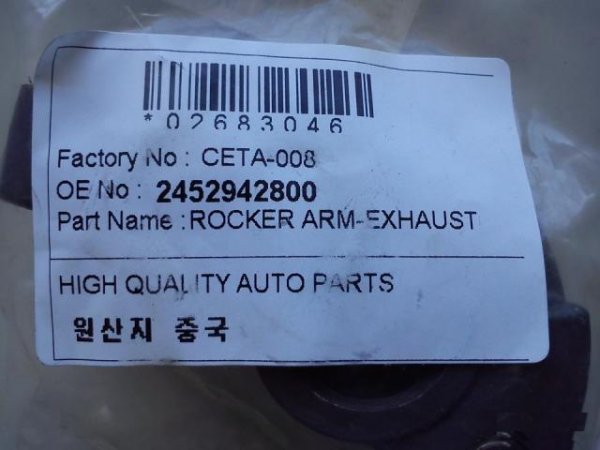 *02683046
Factory No : CETA-008
OE No : 2452942800
Part Name : ROCKER ARM-EXHAUST
HIGH QUALITY AUTO PARTS
원산지 중국